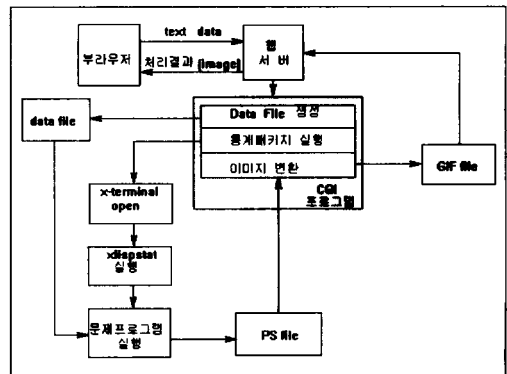 text data
브라우저
처리결과 (image)
웹
서버
data file
Data File 생성
통계패키지 실행
이미지 변환
CGI
프로그램
GIF file
x-terminal
open
xlispstat
실행
문제프로그램
실행
PS file